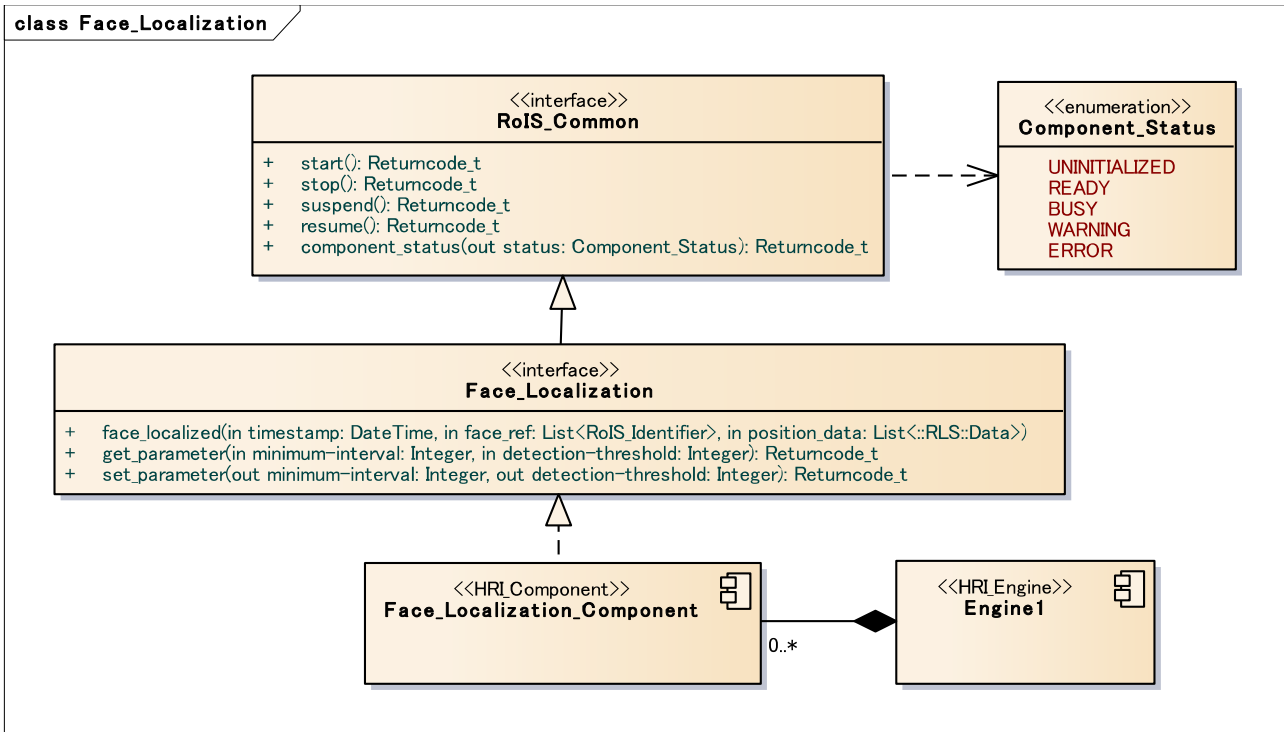 class Face_Localization
<<interface>>
RoIS_Common
+ start(): Returncode_t
+ stop(): Returncode_t
+ suspend(): Returncode_t
+ resume(): Returncode_t
+ component_status(out status: Component_Status): Returncode_t
<<enumeration>>
Component_Status
UNINITIALIZED
READY
BUSY
WARNING
ERROR
<<interface>>
Face_Localization
+ face_localized(in timestamp: DateTime, in face_ref: List<RoIS_Identifier>, in position_data: List<::RLS::Data>)
+ get_parameter(in minimum-interval: Integer, in detection-threshold: Integer): Returncode_t
+ set_parameter(out minimum-interval: Integer, out detection-threshold: Integer): Returncode_t
<<HRI_Component>>
Face_Localization_Component
0..*
<<HRI_Engine>>
Engine1